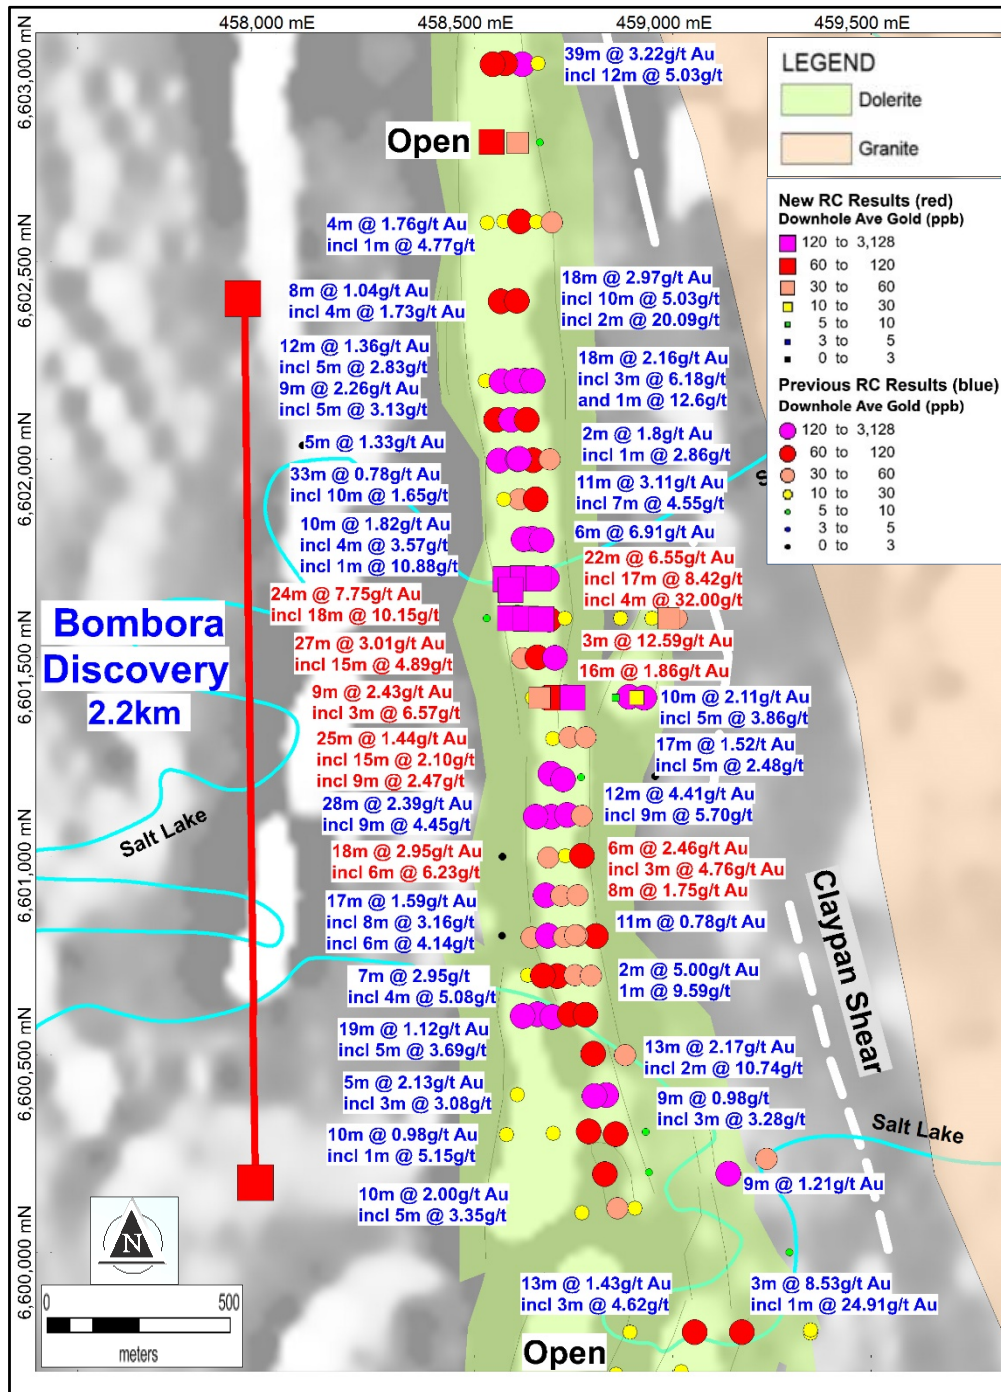 458,000 mE
458,500 mE
459,000 mE
459,500 mE
6,603,000 mN
6,602,500 mN
6,602,000 mN
6,601,500 mN
6,601,000 mN
6,600,500 mN
6,600,000 mN
39m @ 3.22g/t Au
incl 12m @ 5.03g/t
Open
4m @ 1.76g/t Au
incl 1m @ 4.77g/t
8m @ 1.04g/t Au
incl 4m @ 1.73g/t Au
18m @ 2.97g/t Au
incl 10m @ 5.03g/t
incl 2m @ 20.09g/t
12m @ 1.36g/t Au
incl 5m @ 2.83g/t
9m @ 2.26g/t Au
incl 5m @ 3.13g/t
18m @ 2.16g/t Au
incl 3m @ 6.18g/t
and 1m @ 12.6g/t
5m @ 1.33g/t Au
2m @ 1.8g/t Au
incl 1m @ 2.86g/t
33m @ 0.78g/t Au
incl 10m @ 1.65g/t
11m @ 3.11g/t Au
incl 7m @ 4.55g/t
10m @ 1.82g/t Au
incl 4m @ 3.57g/t
incl 1m @ 10.88g/t
6m @ 6.91g/t Au
22m @ 6.55g/t Au
incl 17m @ 8.42g/t
incl 4m @ 32.00g/t
24m @ 7.75g/t Au
incl 18m @ 10.15g/t
Bombora
Discovery
2.2km
27m @ 3.01g/t Au
incl 15m @ 4.89g/t
3m @ 12.59g/t Au
16m @ 1.86g/t Au
9m @ 2.43g/t Au
incl 3m @ 6.57g/t
10m @ 2.11g/t Au
incl 5m @ 3.86g/t
25m @ 1.44g/t Au
incl 15m @ 2.10g/t
incl 9m @ 2.47g/t
17m @ 1.52/t Au
incl 5m @ 2.48g/t
28m @ 2.39g/t Au
incl 9m @ 4.45g/t
12m @ 4.41g/t Au
incl 9m @ 5.70g/t
Salt Lake
18m @ 2.95g/t Au
incl 6m @ 6.23g/t
6m @ 2.46g/t Au
incl 3m @ 4.76g/t Au
8m @ 1.75g/t Au
17m @ 1.59g/t Au
incl 8m @ 3.16g/t
incl 6m @ 4.14g/t
11m @ 0.78g/t Au
Claypan Shear
7m @ 2.95g/t
incl 4m @ 5.08g/t
2m @ 5.00g/t Au
1m @ 9.59g/t
19m @ 1.12g/t Au
incl 5m @ 3.69g/t
13m @ 2.17g/t Au
incl 2m @ 10.74g/t
5m @ 2.13g/t Au
incl 3m @ 3.08g/t
9m @ 0.98g/t
incl 3m @ 3.28g/t
Salt Lake
10m @ 0.98g/t Au
incl 1m @ 5.15g/t
9m @ 1.21g/t Au
10m @ 2.00g/t Au
incl 5m @ 3.35g/t
13m @ 1.43g/t Au
incl 3m @ 4.62g/t
3m @ 8.53g/t Au
incl 1m @ 24.91g/t Au
Open
N
0 500
meters
LEGEND
Dolerite
Granite
New RC Results (red)
Downhole Ave Gold (ppb)
120 to 3,128
60 to 120
30 to 60
10 to 30
5 to 10
3 to 5
0 to 3
Previous RC Results (blue)
Downhole Ave Gold (ppb)
120 to 3,128
60 to 120
30 to 60
10 to 30
5 to 10
3 to 5
0 to 3